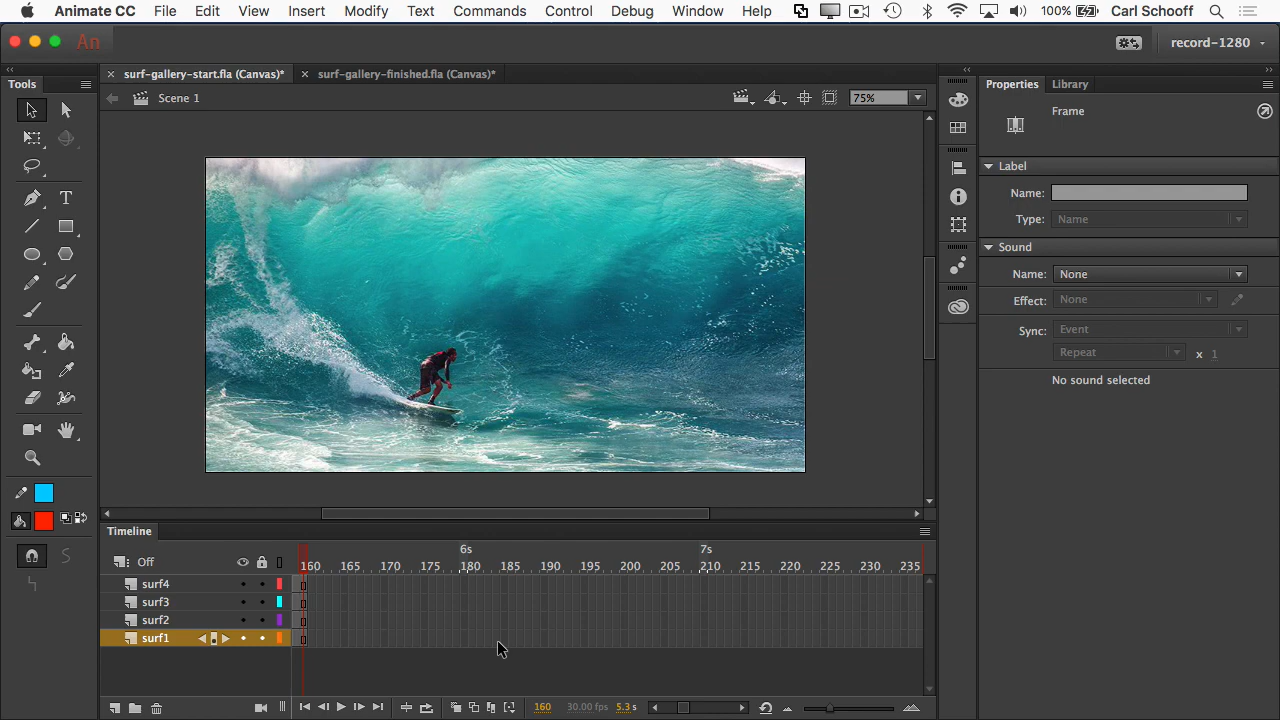 Animate CC File Edit View Insert Modify Text Commands Control Debug Window Help 100% Carl Schooff
An record-1280
Tools
surf-gallery-start.fla (Canvas)* surf-gallery-finished.fla (Canvas)*
Properties Library
Scene 1 75%
Frame
Label
Name:
Type: Name
Sound
Name: None
Effect: None
Sync: Event
Repeat x 1
No sound selected
Timeline
6s 7s
Off 160 165 170 175 180 185 190 195 200 205 210 215 220 225 230 235
surf4
surf3
surf2
surf1
160 30.00 fps 5.3 s